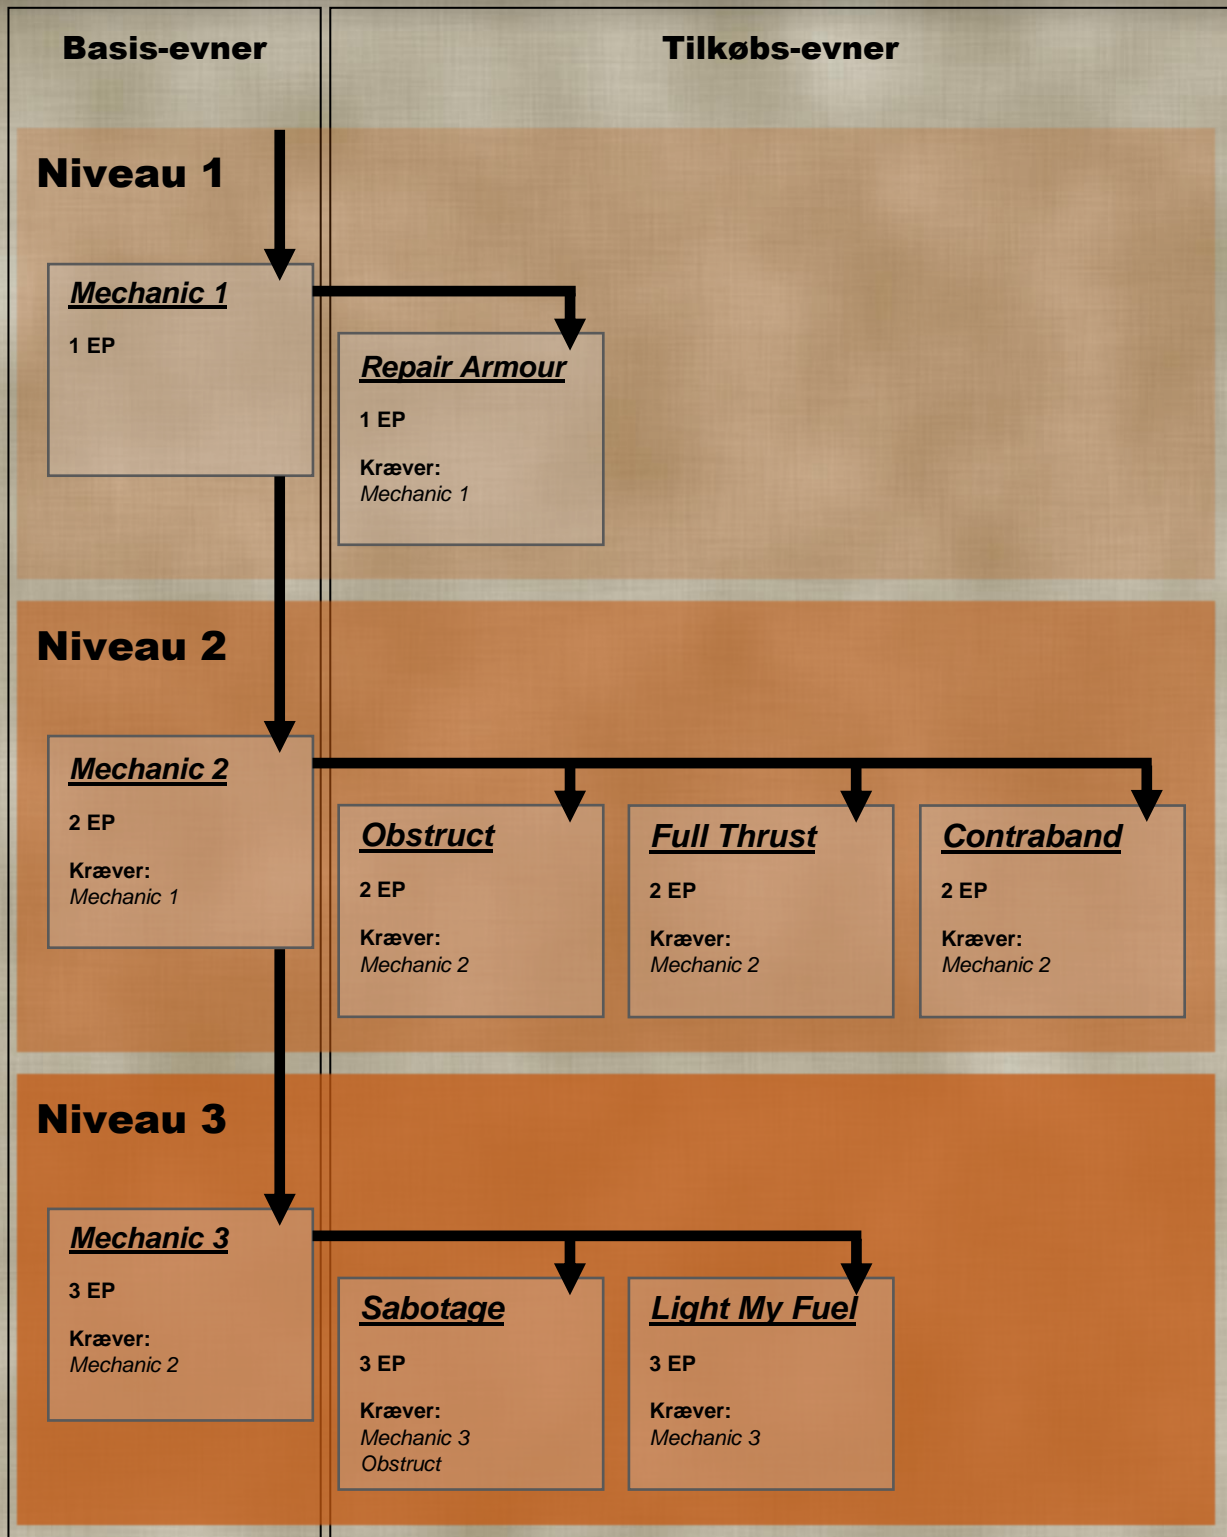 Basis-evner
Tilkøbs-evner
Niveau 1
Mechanic 1
1 EP
Repair Armour
1 EP
Kræver:
Mechanic 1
Niveau 2
Mechanic 2
2 EP
Kræver:
Mechanic 1
Obstruct
2 EP
Kræver:
Mechanic 2
Full Thrust
2 EP
Kræver:
Mechanic 2
Contraband
2 EP
Kræver:
Mechanic 2
Niveau 3
Mechanic 3
3 EP
Kræver:
Mechanic 2
Sabotage
3 EP
Kræver:
Mechanic 3
Obstruct
Light My Fuel
3 EP
Kræver:
Mechanic 3